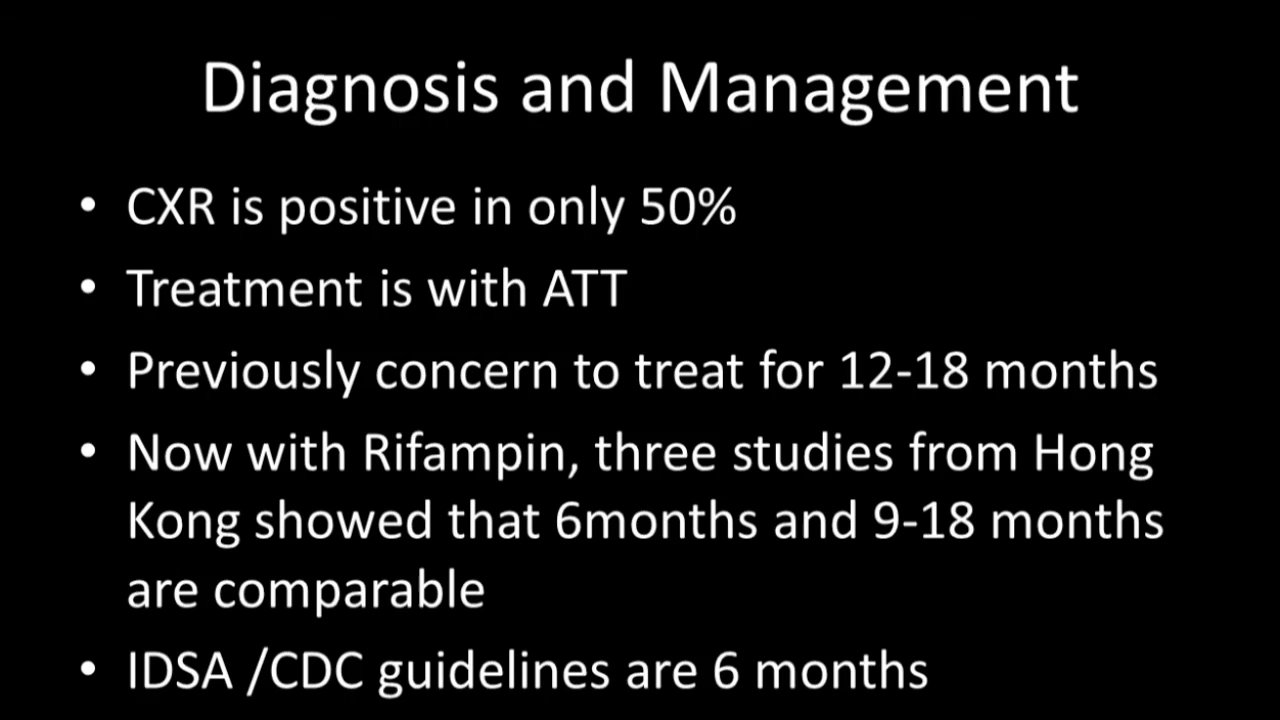 Diagnosis and Management
• CXR is positive in only 50%
• Treatment is with ATT
• Previously concern to treat for 12-18 months
• Now with Rifampin, three studies from Hong
Kong showed that 6months and 9-18 months
are comparable
• IDSA /CDC guidelines are 6 months